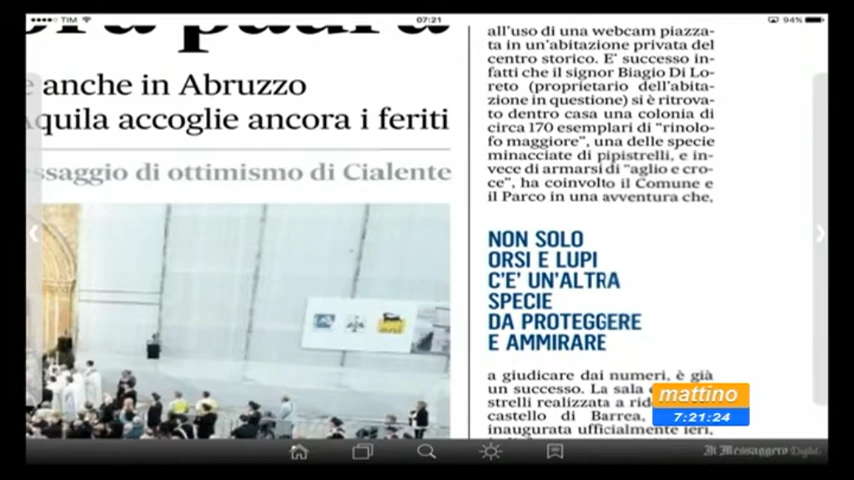 TIM
07:21
94%
ora paura
e anche in Abruzzo
Aquila accoglie ancora i feriti
essaggio di ottimismo di Cialente
all'uso di una webcam piazza-
ta in un'abitazione privata del
centro storico. E' successo in-
fatti che il signor Biagio Di Lo-
reto (proprietario dell'abita-
zione in questione) si è ritrova-
to dentro casa una colonia di
circa 170 esemplari di "rinolo-
fo maggiore", una delle specie
minacciate di pipistrelli, e in-
vece di armarsi di "aglio e cro-
ce", ha coinvolto il Comune e
il Parco in una avventura che,
NON SOLO
ORSI E LUPI
C'E' UN'ALTRA
SPECIE
DA PROTEGGERE
E AMMIRARE
a giudicare dai numeri, è già
un successo. La sala
strelli realizzata a
castello di Barrea,
inaugurata ufficialmente ieri,
mattino
7:21:24
Il Messaggero Digital